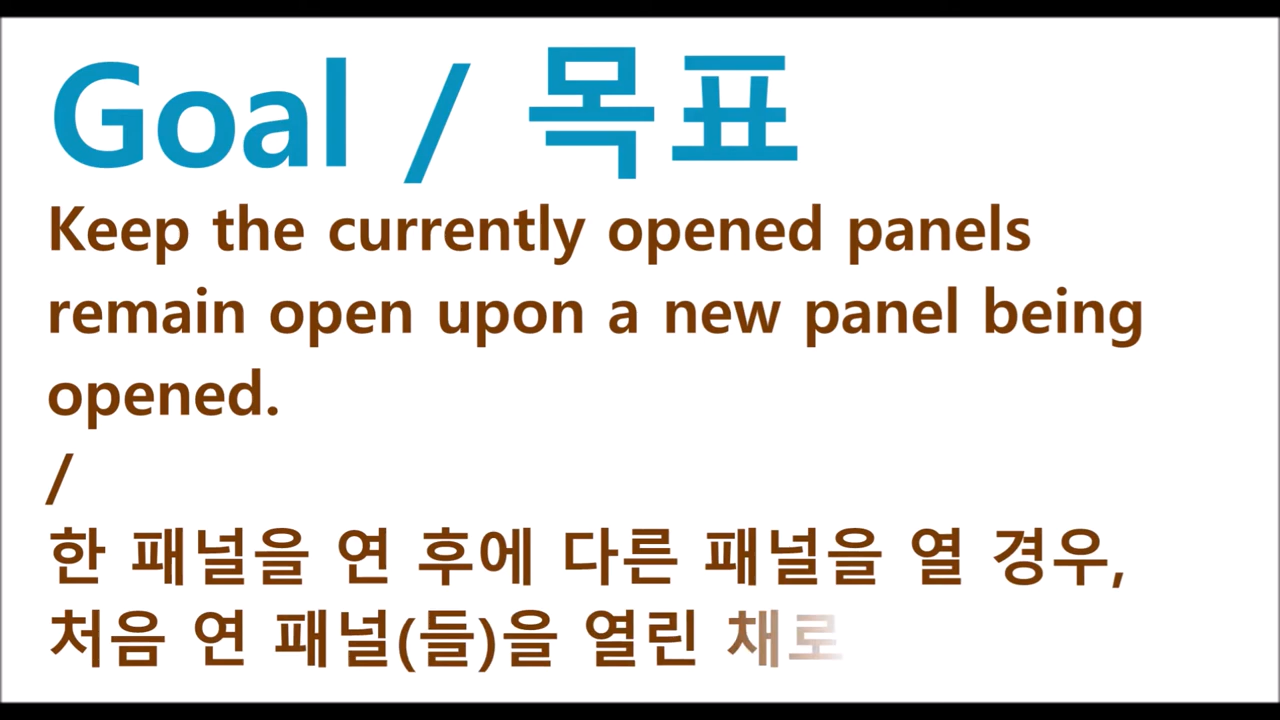 Goal / 목표
Keep the currently opened panels
remain open upon a new panel being
opened.
/
한 패널을 연 후에 다른 패널을 열 경우,
처음 연 패널(들)을 열린 채로